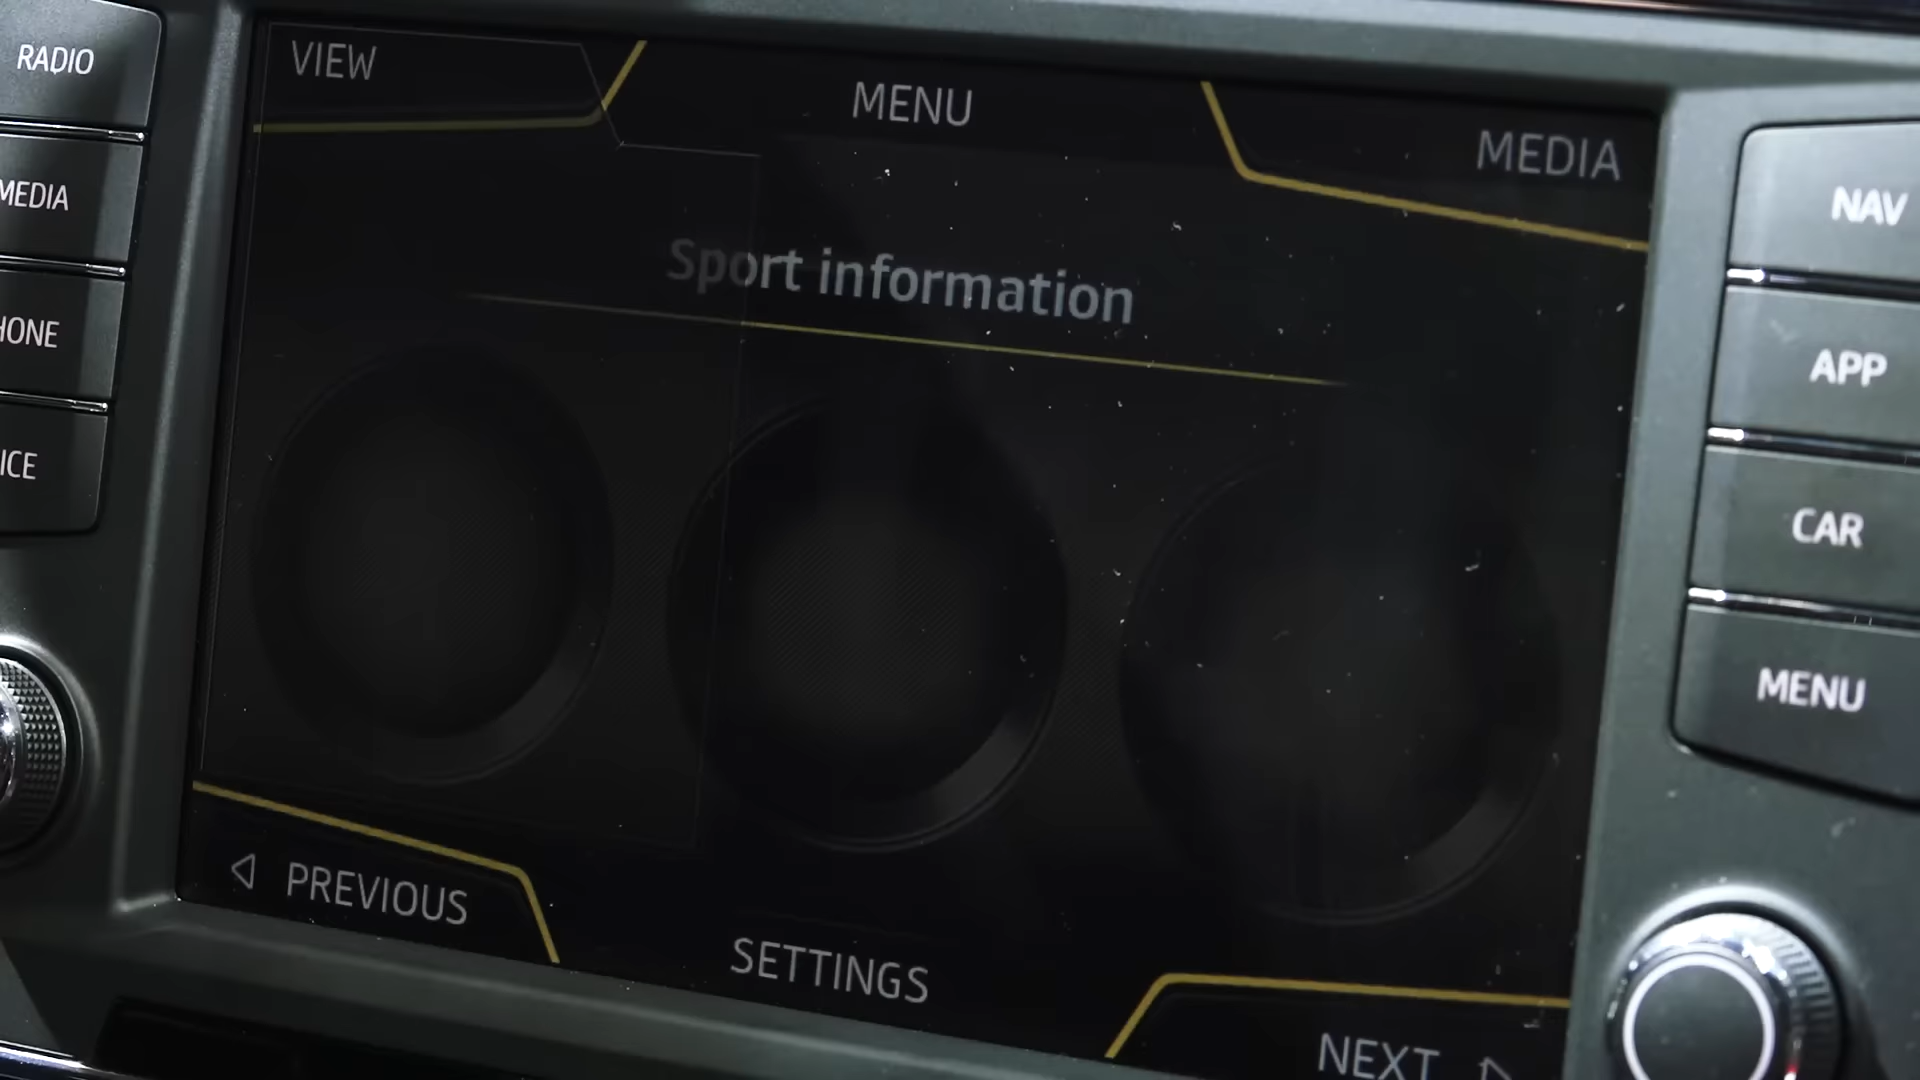 RADIO
MEDIA
HONE
ICE
VIEW
MENU
MEDIA
Sport information
PREVIOUS
SETTINGS
NEXT
NAV
APP
CAR
MENU